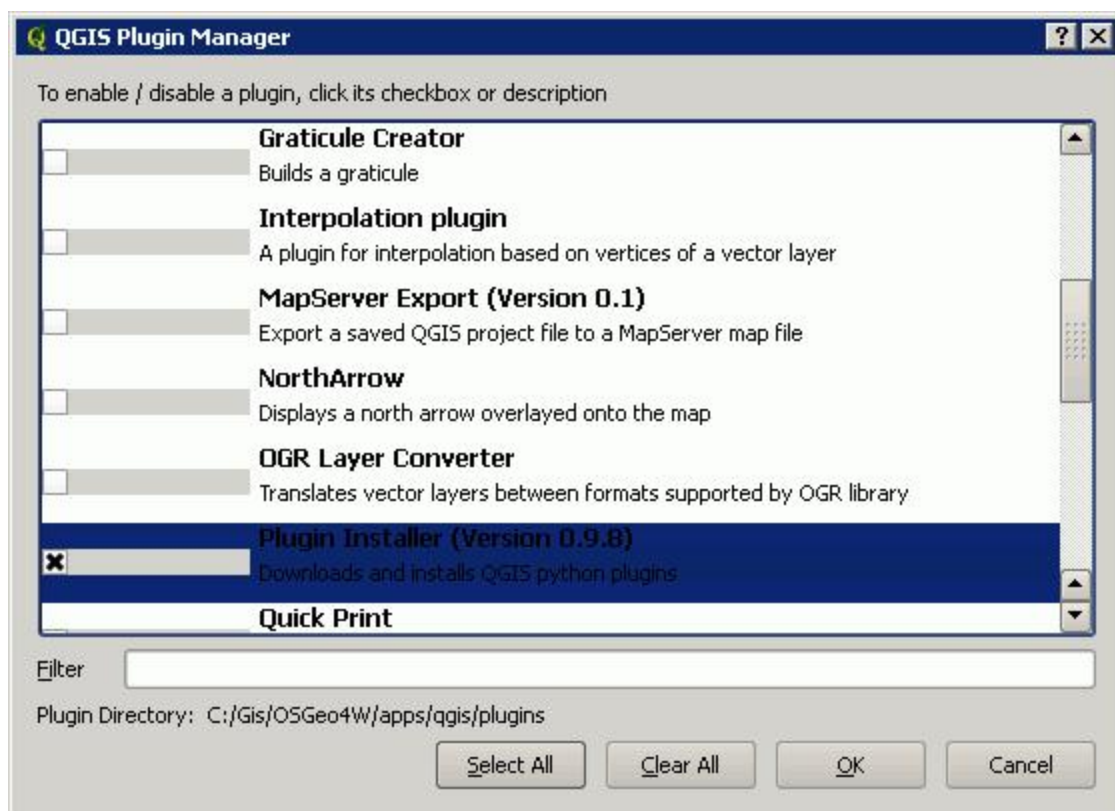 QGIS Plugin Manager
To enable / disable a plugin, click its checkbox or description
Graticule Creator
Builds a graticule
Interpolation plugin
A plugin for interpolation based on vertices of a vector layer
MapServer Export (Version 0.1)
Export a saved QGIS project file to a MapServer map file
NorthArrow
Displays a north arrow overlayed onto the map
OGR Layer Converter
Translates vector layers between formats supported by OGR library
Plugin Installer (Version 0.9.8)
Downloads and installs QGIS python plugins
Quick Print
Filter
Plugin Directory: C:/Gis/OSGeo4W/apps/qgis/plugins
Select All Clear All OK Cancel